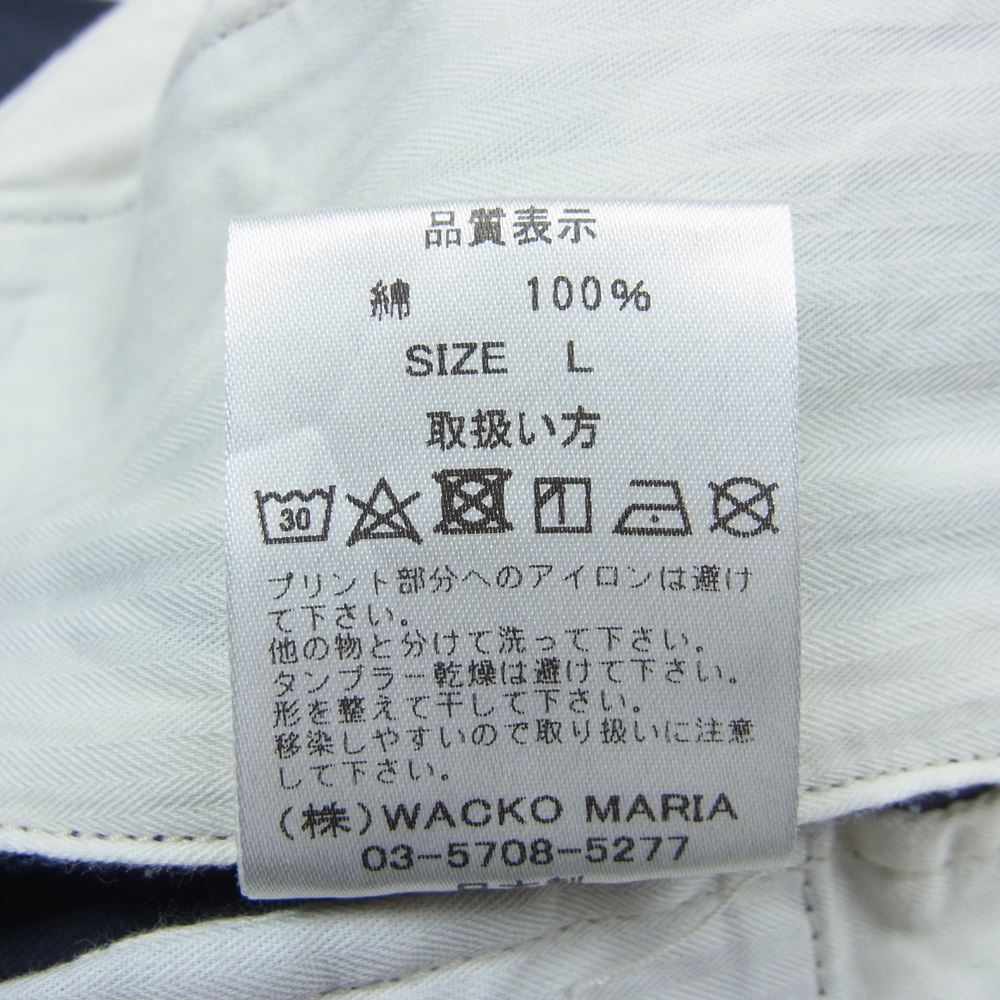 品質表示
綿 100%
SIZE L
取扱い方
30
プリント部分へのアイロンは避け
て下さい。
他の物と分けて洗って下さい。
タンブラー乾燥は避けて下さい。
形を整えて干して下さい。
移染しやすいので取り扱いに注意
して下さい。
(株)WACKO MARIA
03-5708-5277